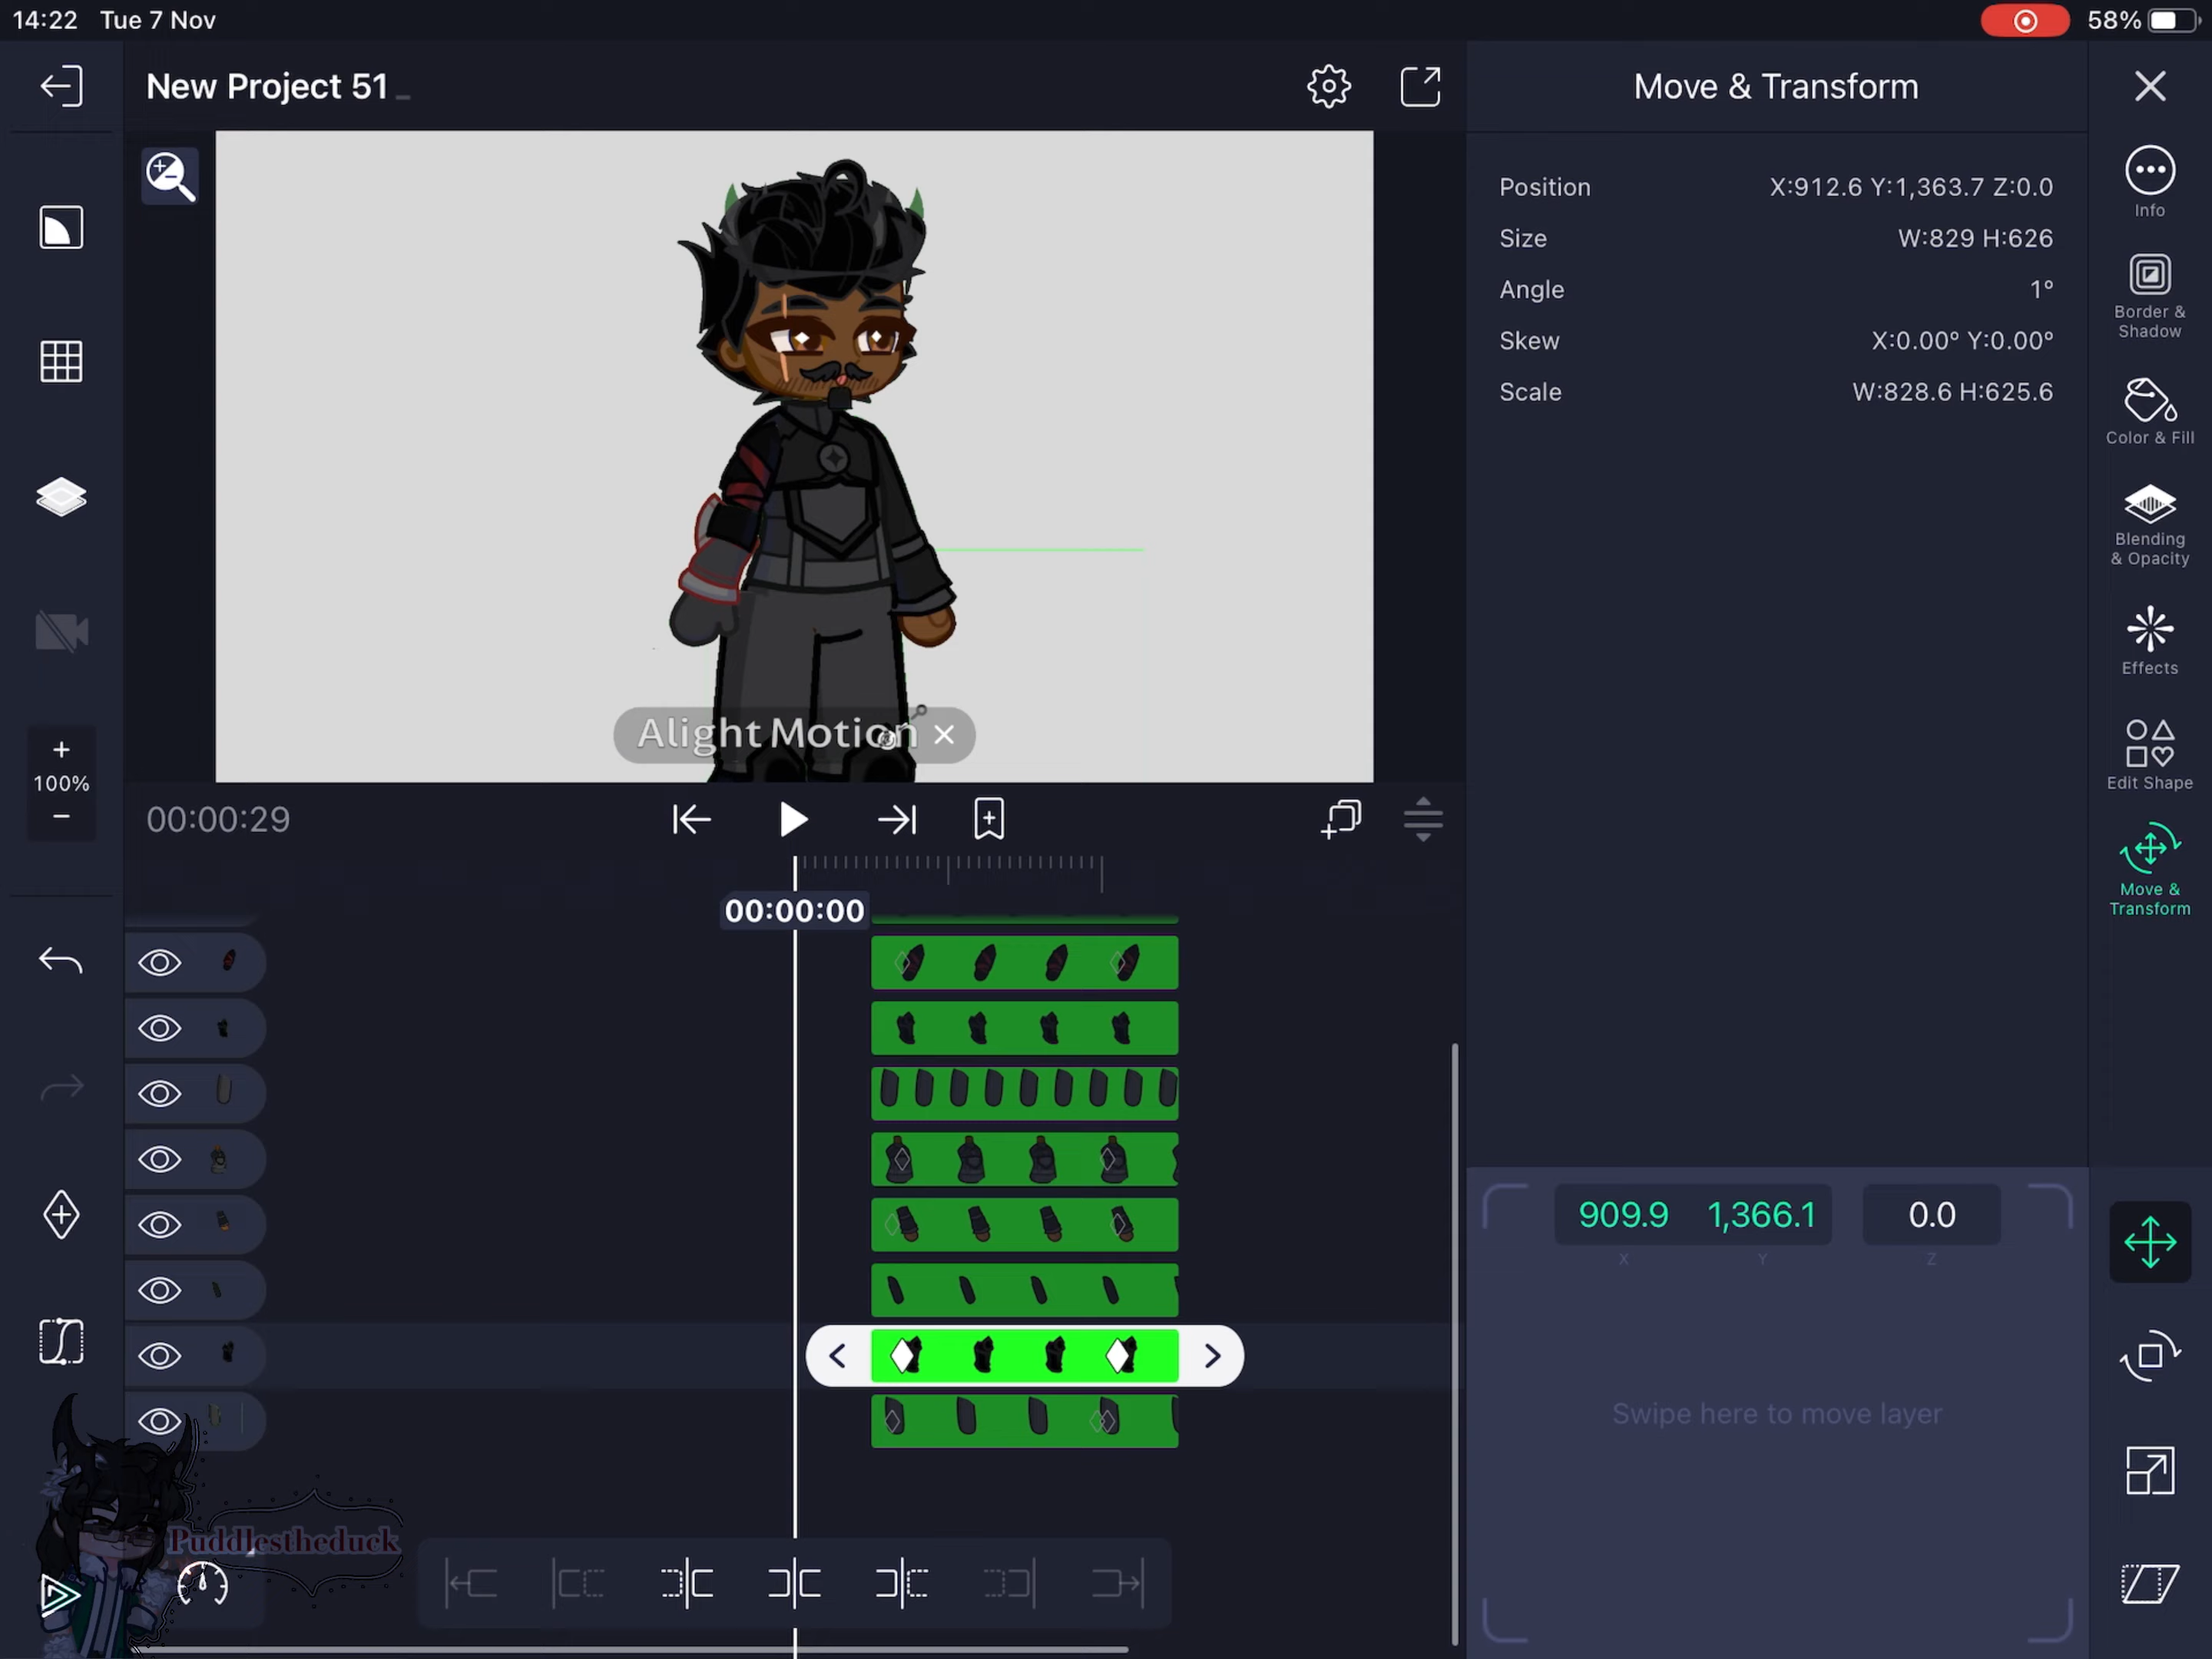 14:22 Tue 7 Nov
58%
New Project 51
Move & Transform
Position X:912.6 Y:1,363.7 Z:0.0
Size W:829 H:626
Angle 1°
Skew X:0.00° Y:0.00°
Scale W:828.6 H:625.6
Info
Border & Shadow
Color & Fill
Blending & Opacity
Effects
Edit Shape
Move & Transform
100%
Alight Motion
00:00:29
00:00:00
909.9 1,366.1 0.0
X Y Z
Swipe here to move layer
Puddlestheduck